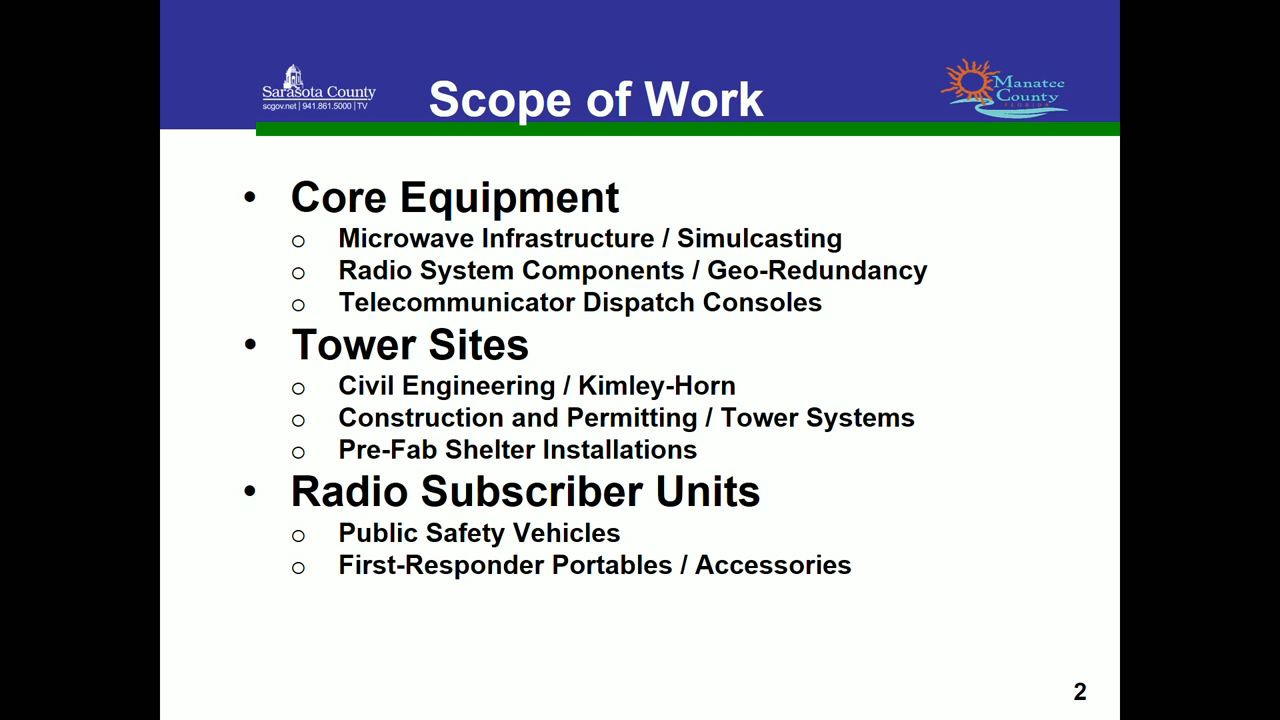 Sarasota County
scgov.net | 941.861.5000 | TV
Scope of Work
Manatee
County
FLORIDA
• Core Equipment
o Microwave Infrastructure / Simulcasting
o Radio System Components / Geo-Redundancy
o Telecommunicator Dispatch Consoles
• Tower Sites
o Civil Engineering / Kimley-Horn
o Construction and Permitting / Tower Systems
o Pre-Fab Shelter Installations
• Radio Subscriber Units
o Public Safety Vehicles
o First-Responder Portables / Accessories
2